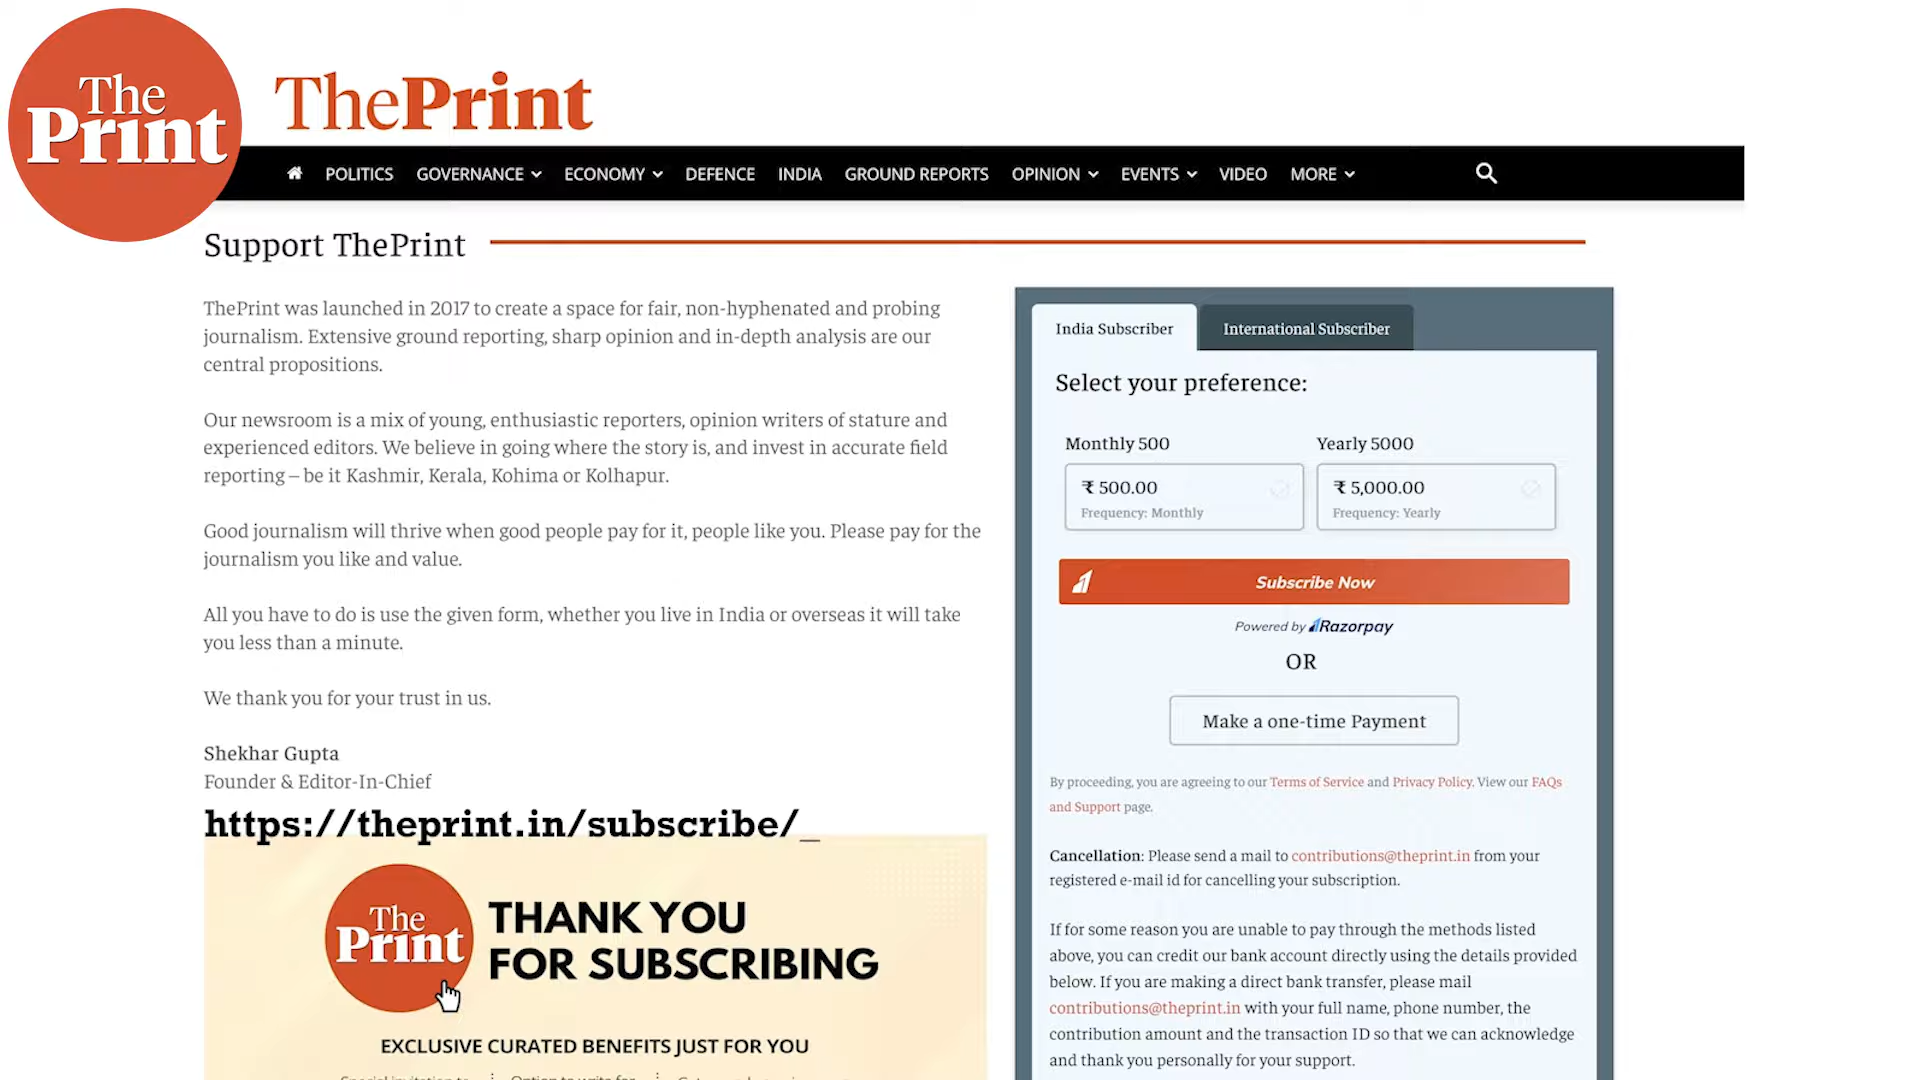 The
Print
ThePrint
POLITICS GOVERNANCE ECONOMY DEFENCE INDIA GROUND REPORTS OPINION EVENTS VIDEO MORE
Support ThePrint
ThePrint was launched in 2017 to create a space for fair, non-hyphenated and probing
journalism. Extensive ground reporting, sharp opinion and in-depth analysis are our
central propositions.
Our newsroom is a mix of young, enthusiastic reporters, opinion writers of stature and
experienced editors. We believe in going where the story is, and invest in accurate field
reporting – be it Kashmir, Kerala, Kohima or Kolhapur.
Good journalism will thrive when good people pay for it, people like you. Please pay for the
journalism you like and value.
All you have to do is use the given form, whether you live in India or overseas it will take
you less than a minute.
We thank you for your trust in us.
Shekhar Gupta
Founder & Editor-In-Chief
https://theprint.in/subscribe/_
The
Print
THANK YOU
FOR SUBSCRIBING
EXCLUSIVE CURATED BENEFITS JUST FOR YOU
India Subscriber International Subscriber
Select your preference:
Monthly 500 Yearly 5000
₹ 500.00 ₹ 5,000.00
Frequency: Monthly Frequency: Yearly
Subscribe Now
Powered by Razorpay
OR
Make a one-time Payment
By proceeding, you are agreeing to our Terms of Service and Privacy Policy. View our FAQs
and Support page.
Cancellation: Please send a mail to contributions@theprint.in from your
registered e-mail id for cancelling your subscription.
If for some reason you are unable to pay through the methods listed
above, you can credit our bank account directly using the details provided
below. If you are making a direct bank transfer, please mail
contributions@theprint.in with your full name, phone number, the
contribution amount and the transaction ID so that we can acknowledge
and thank you personally for your support.